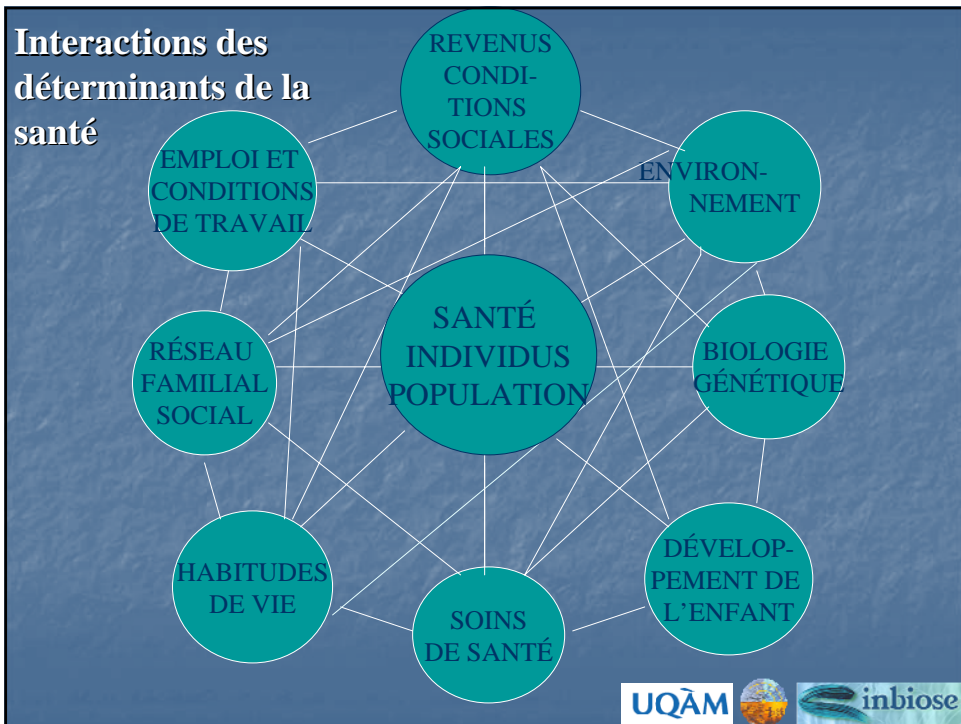 Interactions des
déterminants de la
santé
REVENUS
CONDI-
TIONS
SOCIALES
EMPLOI ET
CONDITIONS
DE TRAVAIL
ENVIRON-
NEMENT
SANTÉ
INDIVIDUS
POPULATION
RÉSEAU
FAMILIAL
SOCIAL
BIOLOGIE
GÉNÉTIQUE
HABITUDES
DE VIE
SOINS
DE SANTÉ
DÉVELOP-
PEMENT DE
L’ENFANT
UQÀM
inbiose